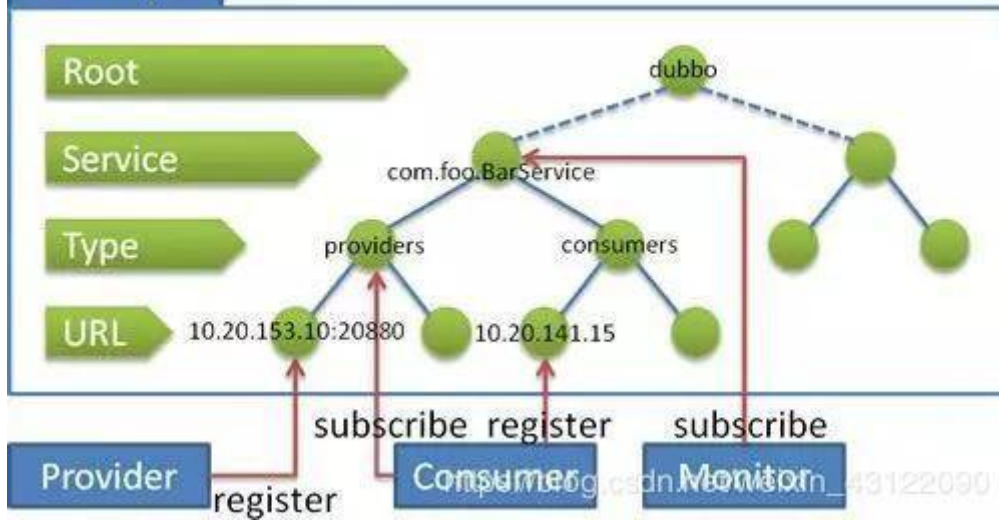 Root
dubbo
Service
com.foo.BarService
Type
providers
consumers
URL
10.20.153.10:20880
10.20.141.15
subscribe
register
subscribe
Provider
Consumer
Monitor
register